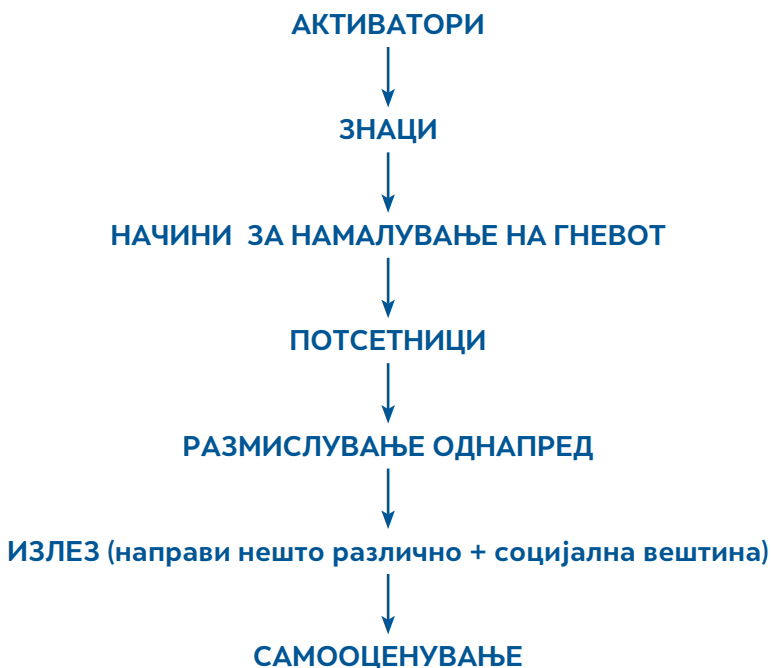 АКТИВАТОРИ
ЗНАЦИ
НАЧИНИ ЗА НАМАЛУВАЊЕ НА ГНЕВОТ
ПОТСЕТНИЦИ
РАЗМИСЛУВАЊЕ ОДНАПРЕД
ИЗЛЕЗ (направи нешто различно + социјална вештина)
САМООЦЕНУВАЊЕ